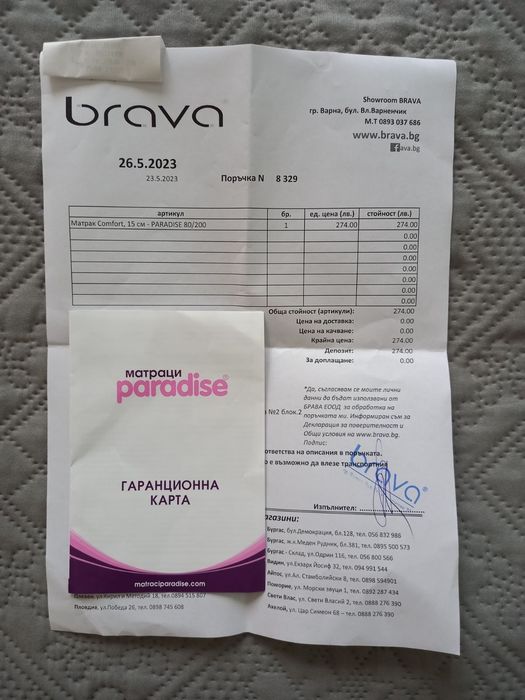 brava
Showroom BRAVA
гр. Варна, бул. Вл.Варненчик
М.Т 0893 037 686
www.brava.bg
ava.bg
26.5.2023
23.5.2023 Поръчка N 8 329
артикул бр. ед. цена (лв.) стойност (лв.)
Матрак Comfort, 15 см - PARADISE 80/200 1 274.00 274.00
0.00
0.00
0.00
0.00
0.00
0.00
0.00
Обща стойност (артикули): 274.00
Цена на доставка: 0.00
Цена на качване: 0.00
Крайна цена: 274.00
Депозит: 274.00
За доплащане: 0.00
матраци
paradise®
ГАРАНЦИОННА
КАРТА
matraciparadise.com
*Да, съгласявам се моите лични
данни да бъдат използвани от
БРАВА ЕООД за обработка на
поръчката ми. Информиран съм за
Декларация за поверителност и
Общи условия на www.brava.bg.
Подпис:
№2 блок.2
ответства на описания в поръчката.
о е възможно да влезе транспортния
brava®
Изпълнител:
агазини:
Бургас, бул.Демокрация, бл.128, тел. 056 832 986
Бургас, ж.к.Меден Рудник, бл.381, тел. 0895 500 573
Бургас - Склад, ул.Одрин 116, тел. 056 800 566
Видин, ул.Екзарх Йосиф 32, тел. 094 991 544
Айтос, ул.Ал. Стамболийски 8, тел. 0898 594901
Поморие, ул. Морски звуци 1, тел. 0892 287 434
Свети Влас, ул. Свети Власий 2, тел. 0888 276 390
Ахелой, ул. Цар Симеон 68 – тел. 0888 276 390
Плевен, ул.Кирил и Методий 18, тел.0894 515 807
Пловдив, ул.Победа 26, тел. 0898 745 608